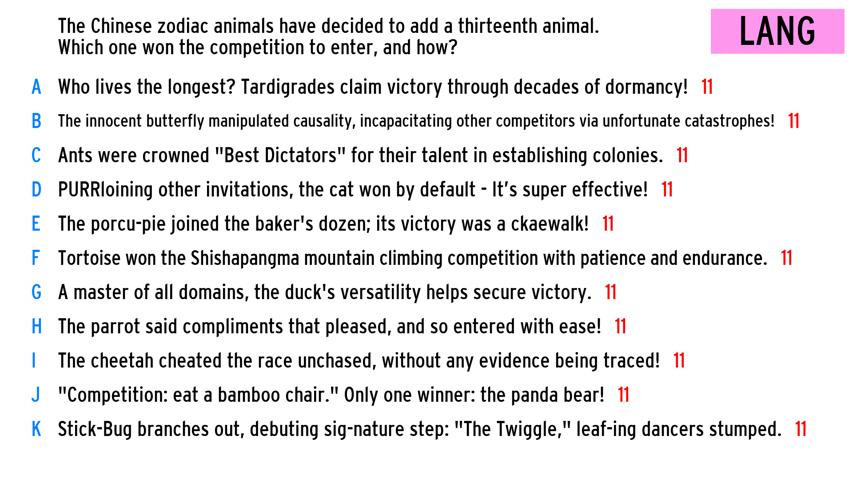 The Chinese zodiac animals have decided to add a thirteenth animal.
Which one won the competition to enter, and how?
LANG
A Who lives the longest? Tardigrades claim victory through decades of dormancy! 11
B The innocent butterfly manipulated causality, incapacitating other competitors via unfortunate catastrophes! 11
C Ants were crowned "Best Dictators" for their talent in establishing colonies. 11
D PURRloining other invitations, the cat won by default - It's super effective! 11
E The porcu-pie joined the baker's dozen; its victory was a ckaewalk! 11
F Tortoise won the Shishapangma mountain climbing competition with patience and endurance. 11
G A master of all domains, the duck's versatility helps secure victory. 11
H The parrot said compliments that pleased, and so entered with ease! 11
I The cheetah cheated the race unchased, without any evidence being traced! 11
J "Competition: eat a bamboo chair." Only one winner: the panda bear! 11
K Stick-Bug branches out, debuting sig-nature step: "The Twiggle," leaf-ing dancers stumped. 11